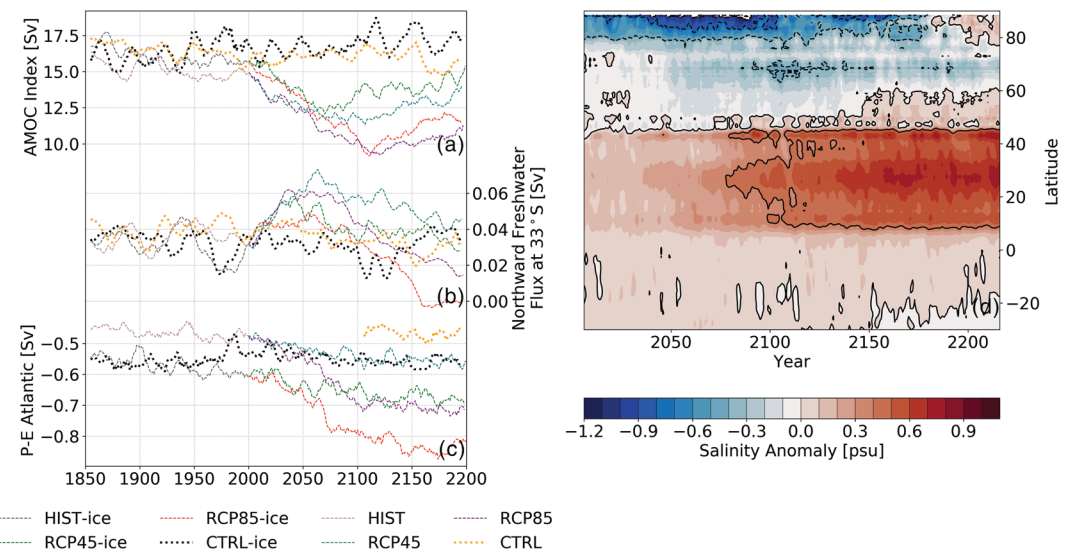 AMOC Index [Sv]
17.5
15.0
12.5
10.0
(a)
Northward Freshwater
Flux at 33°S [Sv]
0.06
0.04
0.02
0.00
(b)
P-E Atlantic [Sv]
−0.5
−0.6
−0.7
−0.8
(c)
1850 1900 1950 2000 2050 2100 2150 2200
HIST-ice RCP85-ice HIST RCP85
RCP45-ice CTRL-ice RCP45 CTRL
80
60
40
20
0
−20
Latitude
(d)
2050 2100 2150 2200
Year
−1.2 −0.9 −0.6 −0.3 0.0 0.3 0.6 0.9
Salinity Anomaly [psu]